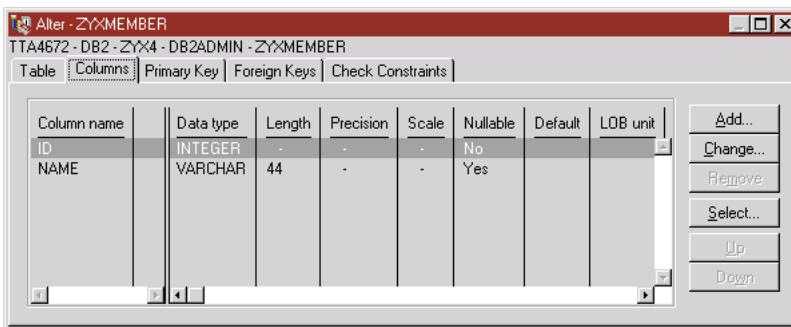 Alter - ZYXMEMBER
TTA4672 - DB2 - ZYX4 - DB2ADMIN - ZYXMEMBER
Table Columns Primary Key Foreign Keys Check Constraints
Column name Data type Length Precision Scale Nullable Default LOB unit
ID INTEGER - - - No
NAME VARCHAR 44 - - Yes
Add...
Change...
Remove
Select...
Up
Down